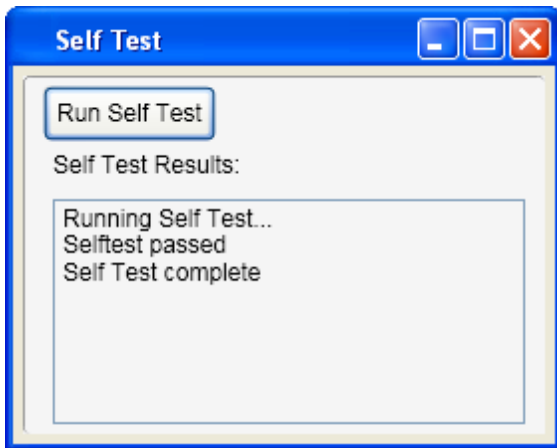 Self Test
Run Self Test
Self Test Results:
Running Self Test...
Selftest passed
Self Test complete